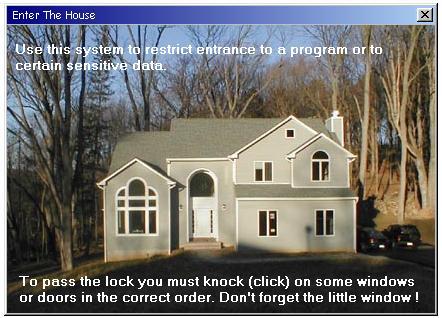 Enter The House
Use this system to restrict entrance to a program or to
certain sensitive data.
To pass the lock you must knock (click) on some windows
or doors in the correct order. Don't forget the little window !